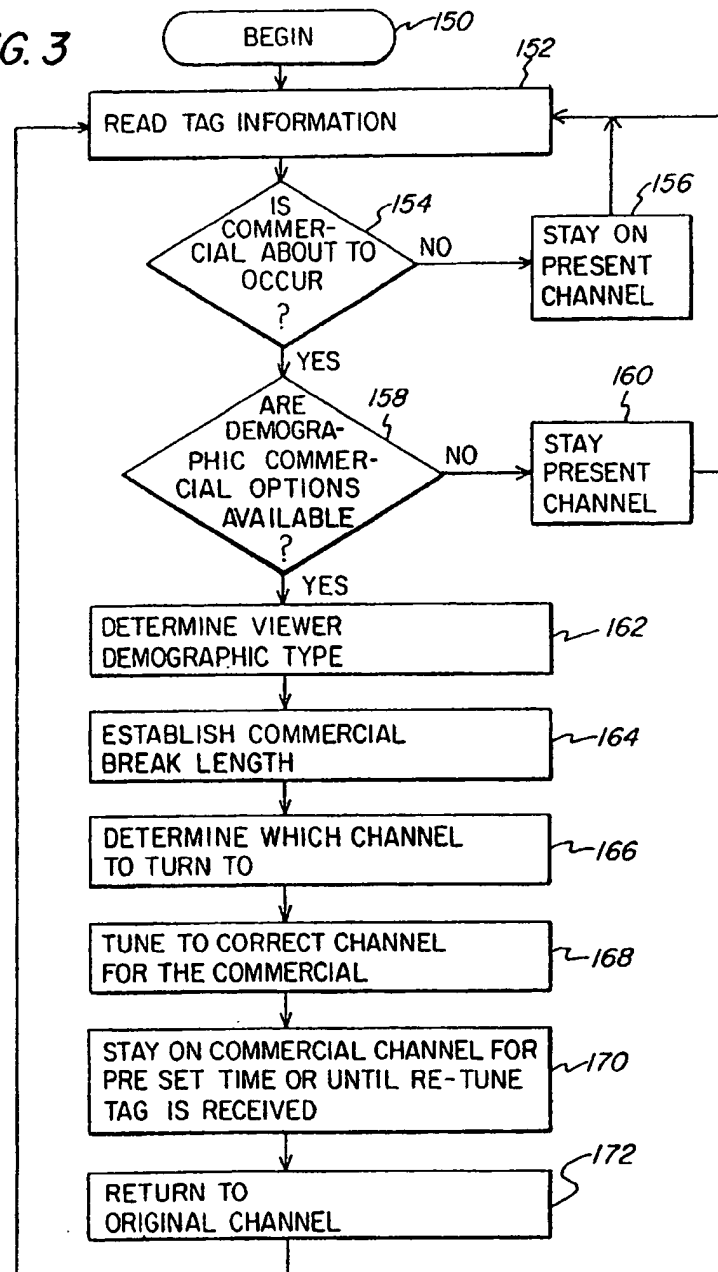 G. 3
BEGIN
150
152
READ TAG INFORMATION
IS
COMMER-
CIAL ABOUT TO
OCCUR
?
154
NO
156
STAY ON
PRESENT
CHANNEL
YES
ARE
DEMOGRA-
PHIC COMMER-
CIAL OPTIONS
AVAILABLE
?
158
NO
160
STAY
PRESENT
CHANNEL
YES
DETERMINE VIEWER
DEMOGRAPHIC TYPE
162
ESTABLISH COMMERCIAL
BREAK LENGTH
164
DETERMINE WHICH CHANNEL
TO TURN TO
166
TUNE TO CORRECT CHANNEL
FOR THE COMMERCIAL
168
STAY ON COMMERCIAL CHANNEL FOR
PRE SET TIME OR UNTIL RE-TUNE
TAG IS RECEIVED
170
RETURN TO
ORIGINAL CHANNEL
172